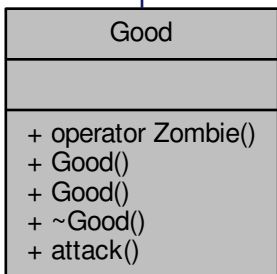 Good
+ operator Zombie()
+ Good()
+ Good()
+ ~Good()
+ attack()